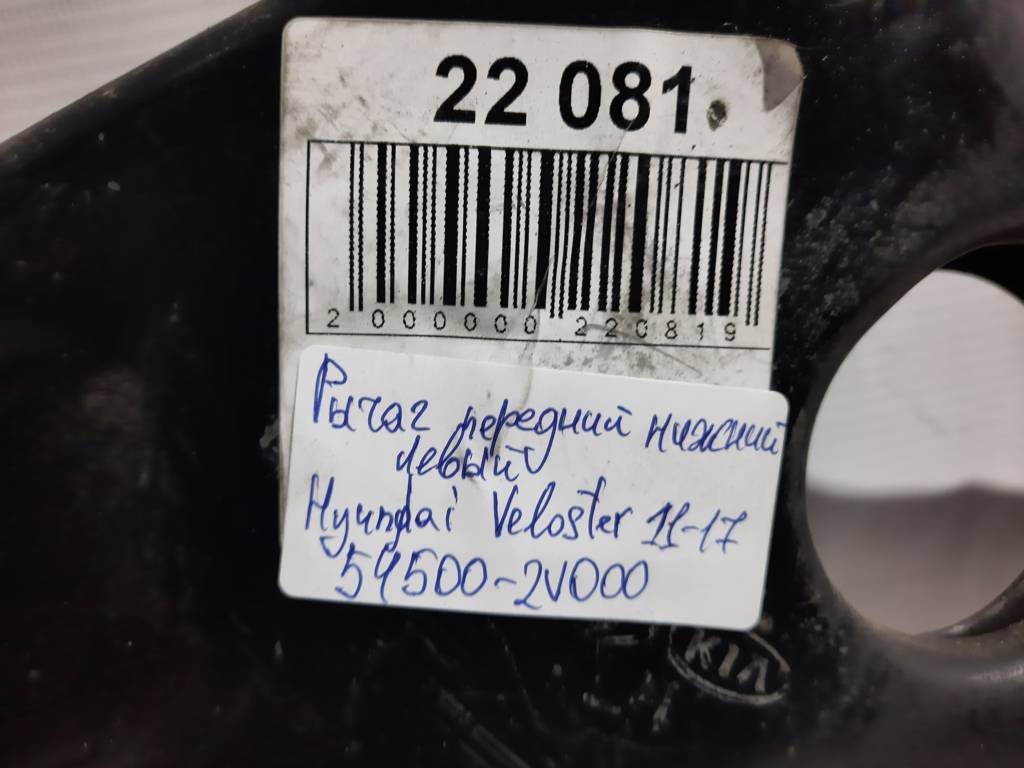 22 081
2 000000 220819
Рычаг передний нижний
левый
Hyundai Veloster 11-17
54500-2V000
KIA